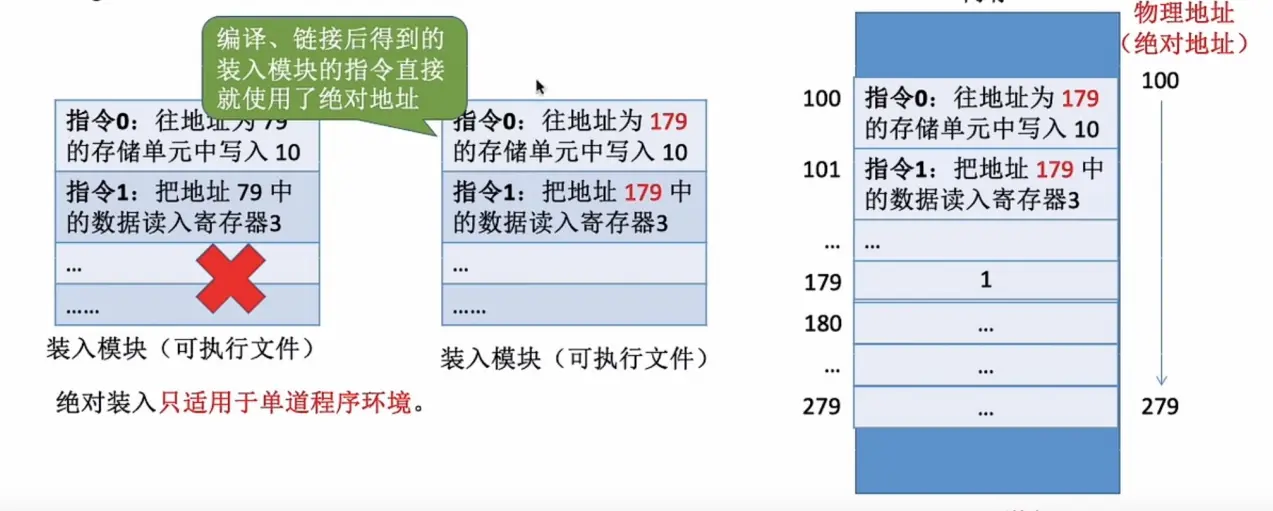 编译、链接后得到的
装入模块的指令直接
就使用了绝对地址
指令0：往地址为 79
的存储单元中写入 10
指令1：把地址 79 中
的数据读入寄存器3
...
......
装入模块（可执行文件）
指令0：往地址为 179
的存储单元中写入 10
指令1：把地址 179 中
的数据读入寄存器3
...
......
装入模块（可执行文件）
绝对装入只适用于单道程序环境。
物理地址
（绝对地址）
100
279
100
指令0：往地址为 179
的存储单元中写入 10
101
指令1：把地址 179 中
的数据读入寄存器3
...
...
179
1
180
...
...
...
279
...